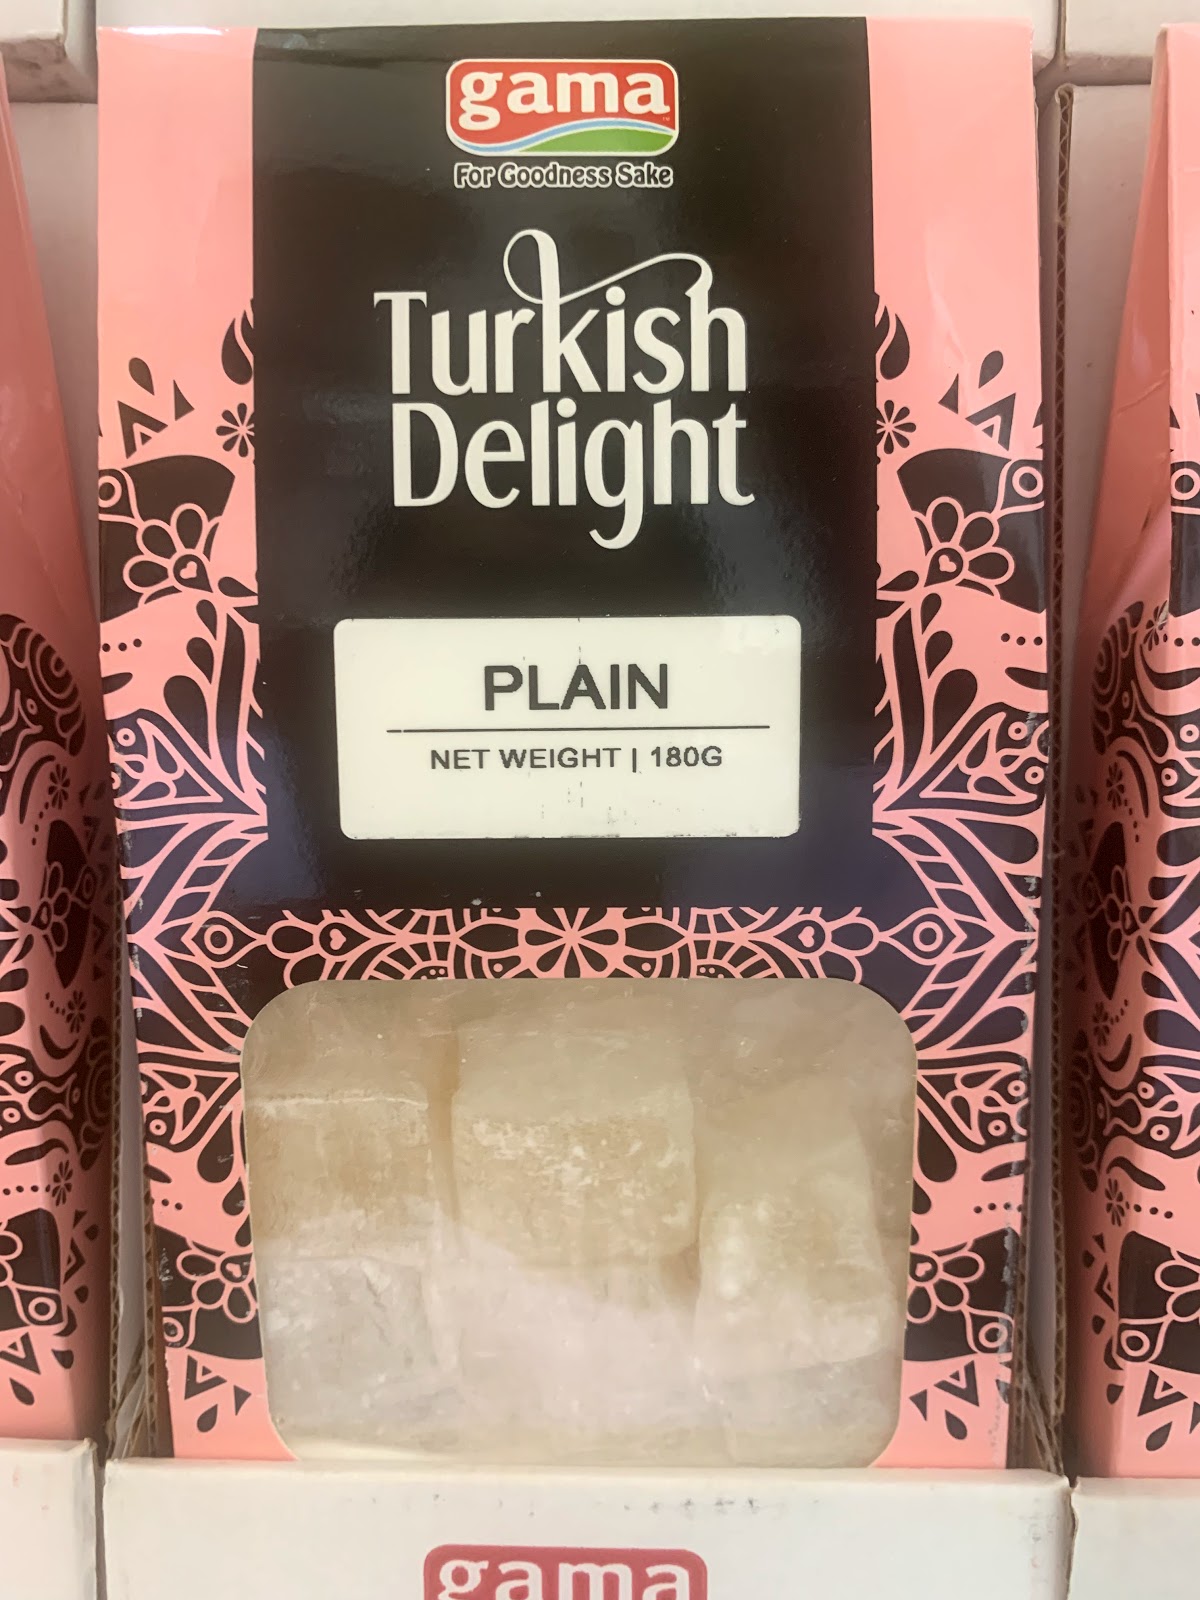 gama
For Goodness Sake
Turkish
Delight
PLAIN
NET WEIGHT | 180G
gama